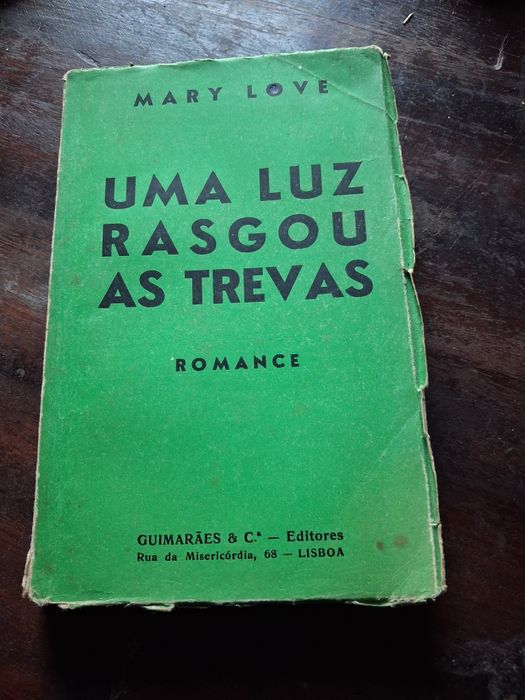 MARY LOVE
UMA LUZ
RASGOU
AS TREVAS
ROMANCE
GUIMARÃES & C.ª — Editores
Rua da Misericórdia, 68 — LISBOA